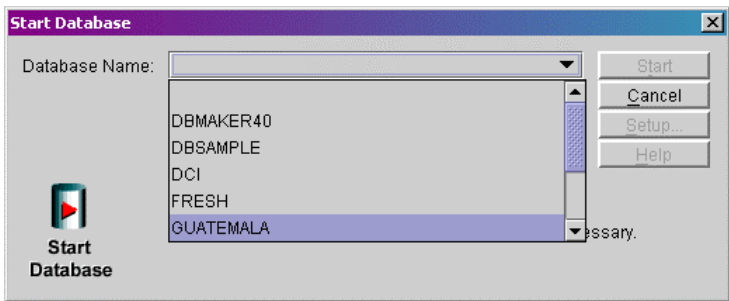 Start Database
Database Name:
Start
Cancel
Setup...
Help
DBMAKER40
DBSAMPLE
DCI
FRESH
GUATEMALA
essary.
Start
Database